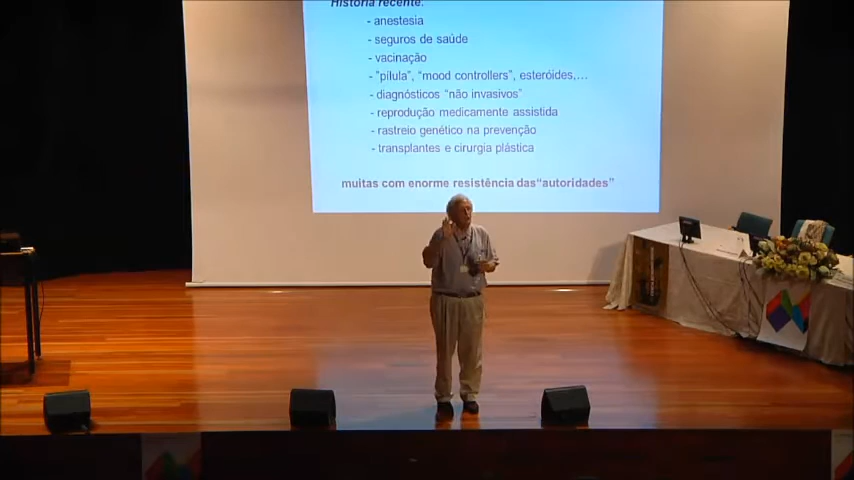 História recente:
- anestesia
- seguros de saúde
- vacinação
- "pílula", "mood controllers", esteróides,...
- diagnósticos "não invasivos"
- reprodução medicamente assistida
- rastreio genético na prevenção
- transplantes e cirurgia plástica
muitas com enorme resistência das "autoridades"